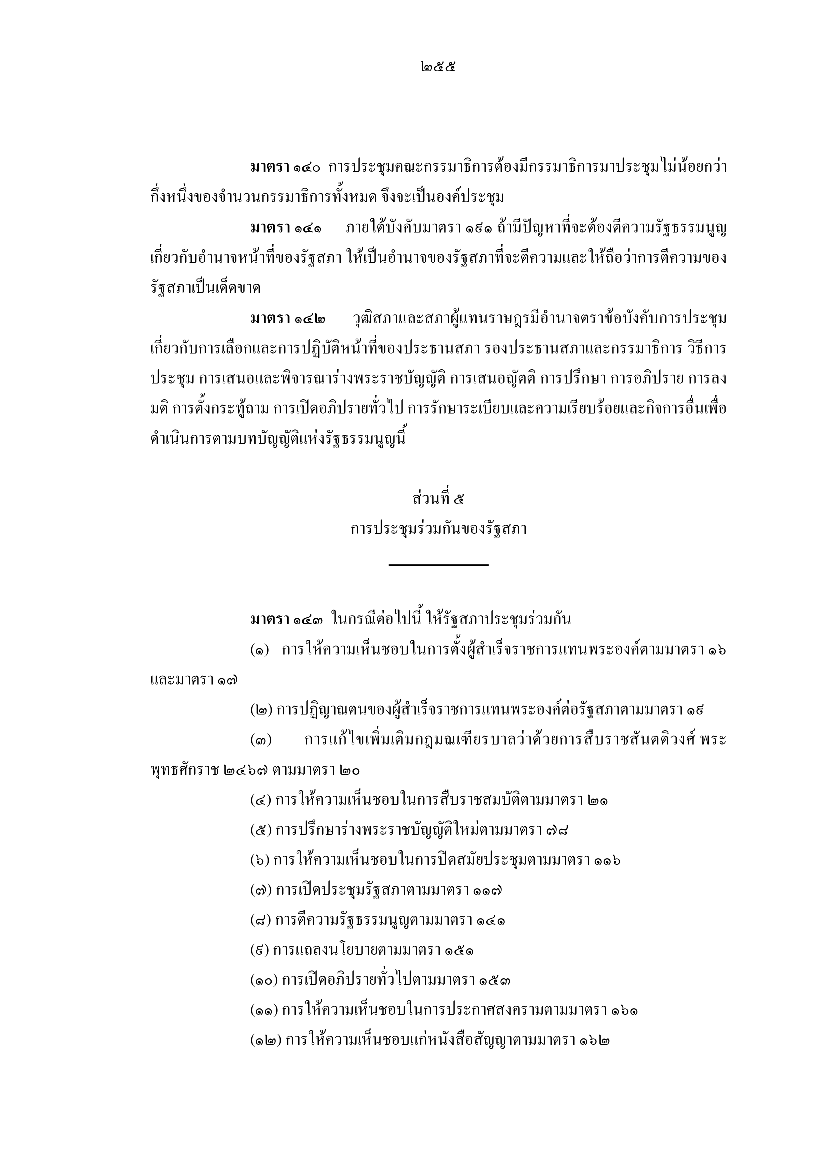 ๒๕๕
มาตรา ๑๔๐ การประชุมคณะกรรมาธิการต้องมีกรรมาธิการมาประชุมไม่น้อยกว่า
กึ่งหนึ่งของจำนวนกรรมาธิการทั้งหมด จึงจะเป็นองค์ประชุม
มาตรา ๑๔๑ ภายใต้บังคับมาตรา ๑๙๑ ถ้ามีปัญหาที่จะต้องตีความรัฐธรรมนูญ
เกี่ยวกับอำนาจหน้าที่ของรัฐสภา ให้เป็นอำนาจของรัฐสภาที่จะตีความและให้ถือว่าการตีความของ
รัฐสภาเป็นเด็ดขาด
มาตรา ๑๔๒ วุฒิสภาและสภาผู้แทนราษฎรมีอำนาจตราข้อบังคับการประชุม
เกี่ยวกับการเลือกและการปฏิบัติหน้าที่ของประธานสภา รองประธานสภาและกรรมาธิการ วิธีการ
ประชุม การเสนอและพิจารณาร่างพระราชบัญญัติ การเสนอญัตติ การปรึกษา การอภิปราย การลง
มติ การตั้งกระทู้ถาม การเปิดอภิปรายทั่วไป การรักษาระเบียบและความเรียบร้อยและกิจการอื่นเพื่อ
ดำเนินการตามบทบัญญัติแห่งรัฐธรรมนูญนี้
ส่วนที่ ๕
การประชุมร่วมกันของรัฐสภา
มาตรา ๑๔๓ ในกรณีต่อไปนี้ ให้รัฐสภาประชุมร่วมกัน
(๑) การให้ความเห็นชอบในการตั้งผู้สำเร็จราชการแทนพระองค์ตามมาตรา ๑๖
และมาตรา ๑๗
(๒) การปฏิญาณตนของผู้สำเร็จราชการแทนพระองค์ต่อรัฐสภาตามมาตรา ๑๙
(๓) การแก้ไขเพิ่มเติมกฎมณเฑียรบาลว่าด้วยการสืบราชสันตติวงศ์ พระ
พุทธศักราช ๒๔๖๗ ตามมาตรา ๒๐
(๔) การให้ความเห็นชอบในการสืบราชสมบัติตามมาตรา ๒๑
(๕) การปรึกษาร่างพระราชบัญญัติใหม่ตามมาตรา ๗๘
(๖) การให้ความเห็นชอบในการปิดสมัยประชุมตามมาตรา ๑๑๖
(๗) การเปิดประชุมรัฐสภาตามมาตรา ๑๑๗
(๘) การตีความรัฐธรรมนูญตามมาตรา ๑๔๑
(๙) การแถลงนโยบายตามมาตรา ๑๕๑
(๑๐) การเปิดอภิปรายทั่วไปตามมาตรา ๑๕๓
(๑๑) การให้ความเห็นชอบในการประกาศสงครามตามมาตรา ๑๖๑
(๑๒) การให้ความเห็นชอบแก่หนังสือสัญญาตามมาตรา ๑๖๒